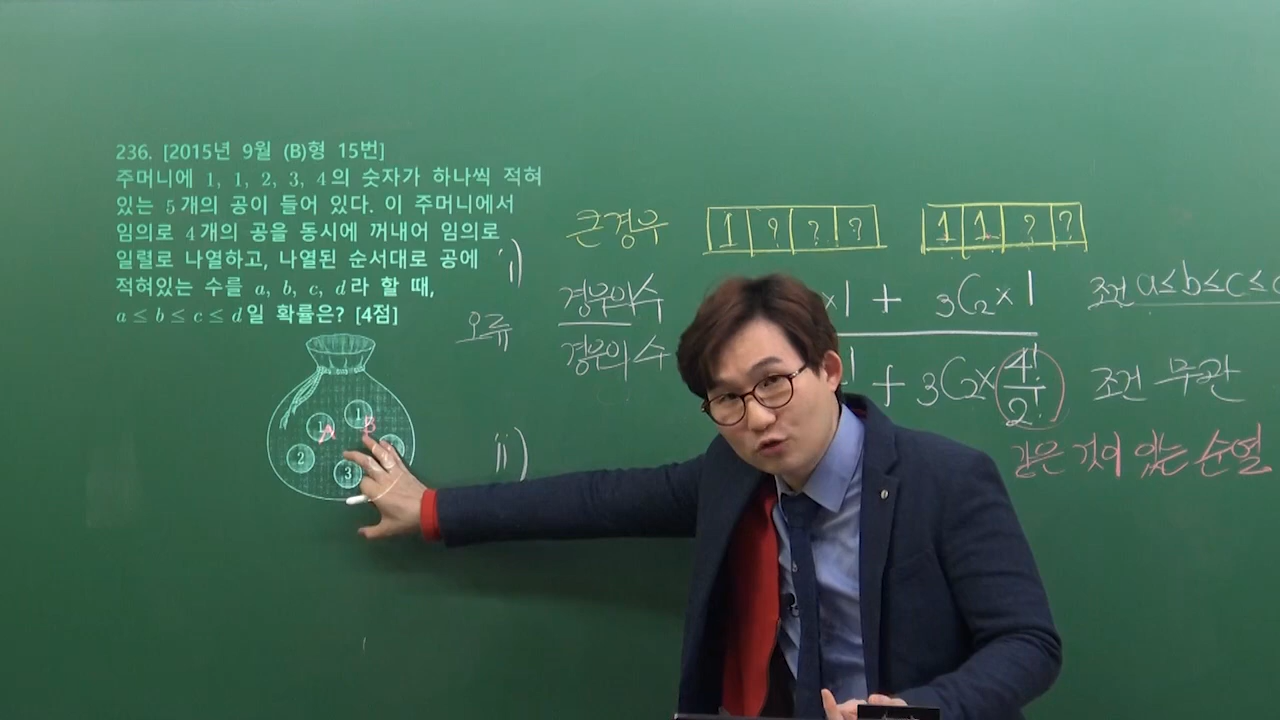 236. [2015년 9월 (B)형 15번]
주머니에 1, 1, 2, 3, 4의 숫자가 하나씩 적혀
있는 5개의 공이 들어 있다. 이 주머니에서
임의로 4개의 공을 동시에 꺼내어 임의로
일렬로 나열하고, 나열된 순서대로 공에
적혀있는 수를 a, b, c, d라 할 때,
a ≤ b ≤ c ≤ d일 확률은? [4점]
1 1
A B
2 3
큰경우 1 ? ? ? 1 1 ? ?
i) 경우의수 ×1 + ₃C₂×1 조건 a≤b≤c≤
오류 경우의수 ! + ₃C₂× 4!/2! 조건 무관
같은 것이 있는 순열
ii)